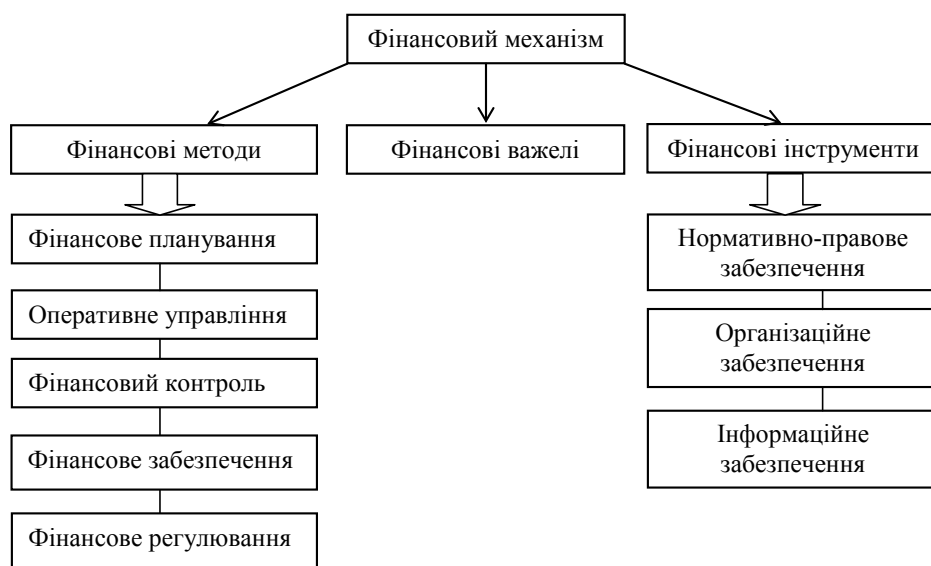 Фінансовий механізм
Фінансові методи
Фінансові важелі
Фінансові інструменти
Фінансове планування
Оперативне управління
Фінансовий контроль
Фінансове забезпечення
Фінансове регулювання
Нормативно-правове
забезпечення
Організаційне
забезпечення
Інформаційне
забезпечення